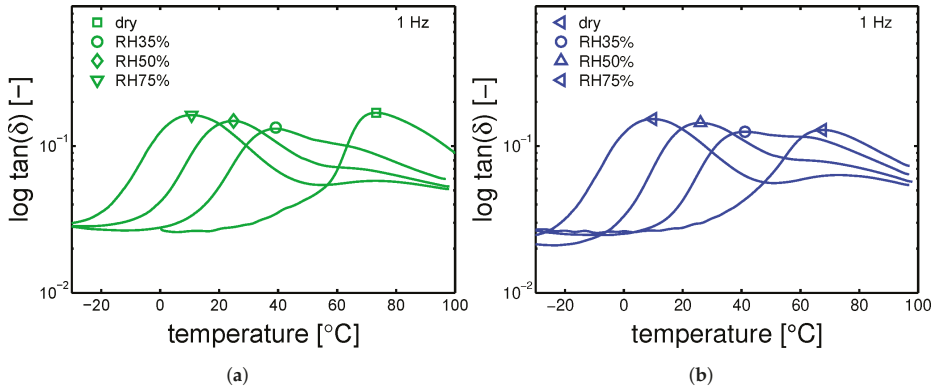 1 Hz
dry
RH35%
RH50%
RH75%
log tan(δ) [−]
10⁻¹
10⁻²
−20 0 20 40 60 80 100
temperature [°C]
(a)
1 Hz
dry
RH35%
RH50%
RH75%
log tan(δ) [−]
10⁻¹
10⁻²
−20 0 20 40 60 80 100
temperature [°C]
(b)